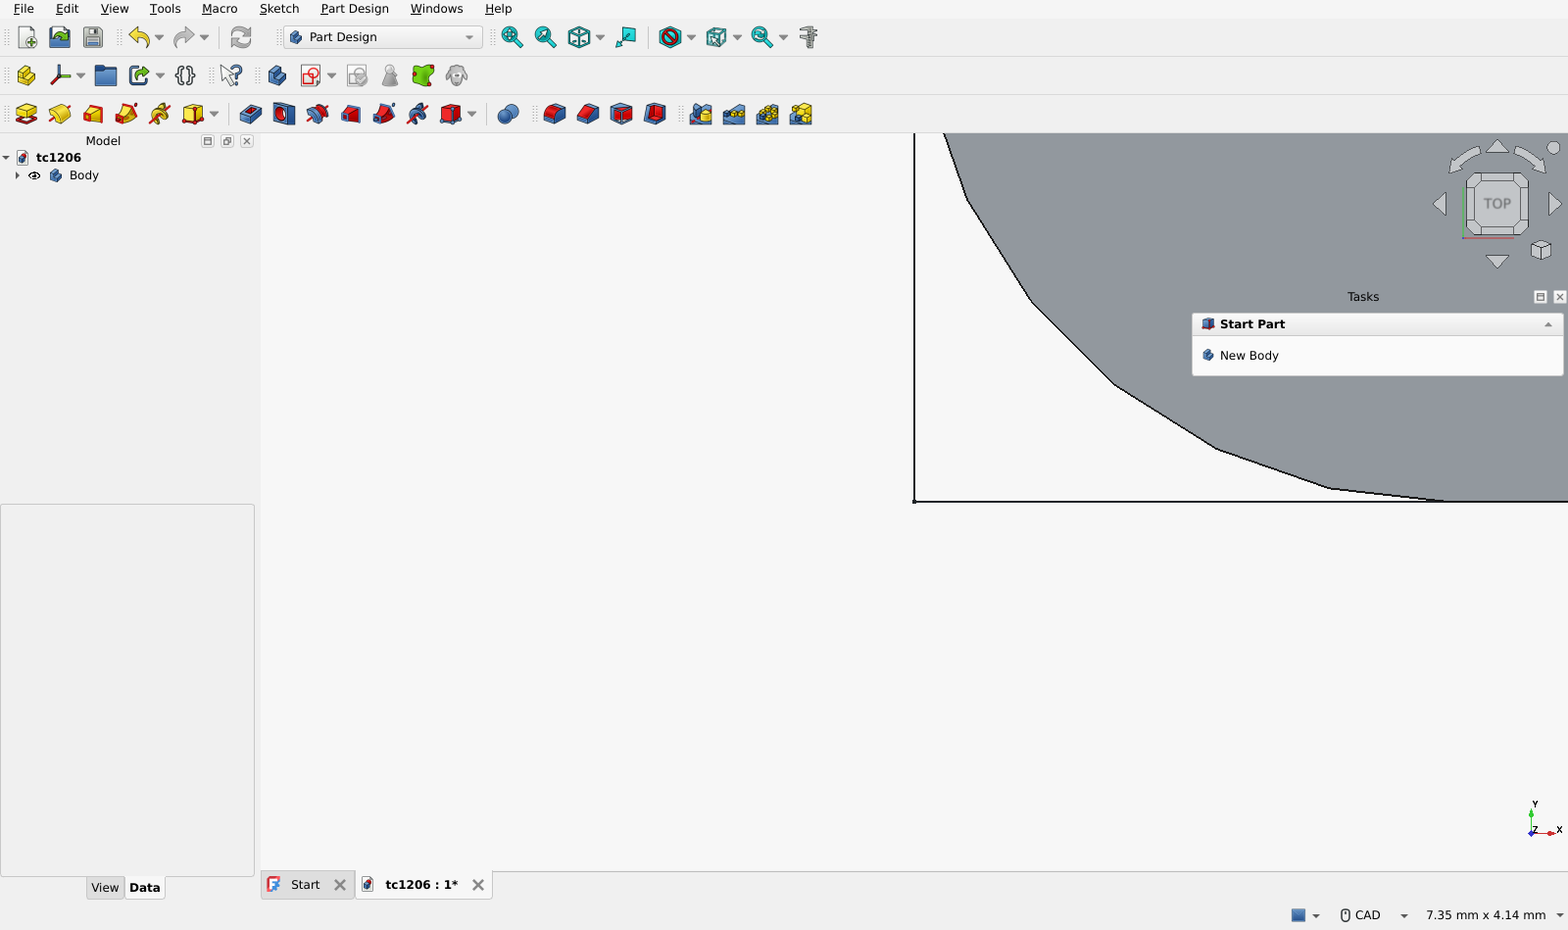 File Edit View Tools Macro Sketch Part Design Windows Help
Part Design
Model
tc1206
Body
TOP
Tasks
Start Part
New Body
Y
Z X
View Data
Start
tc1206 : 1*
CAD
7.35 mm x 4.14 mm